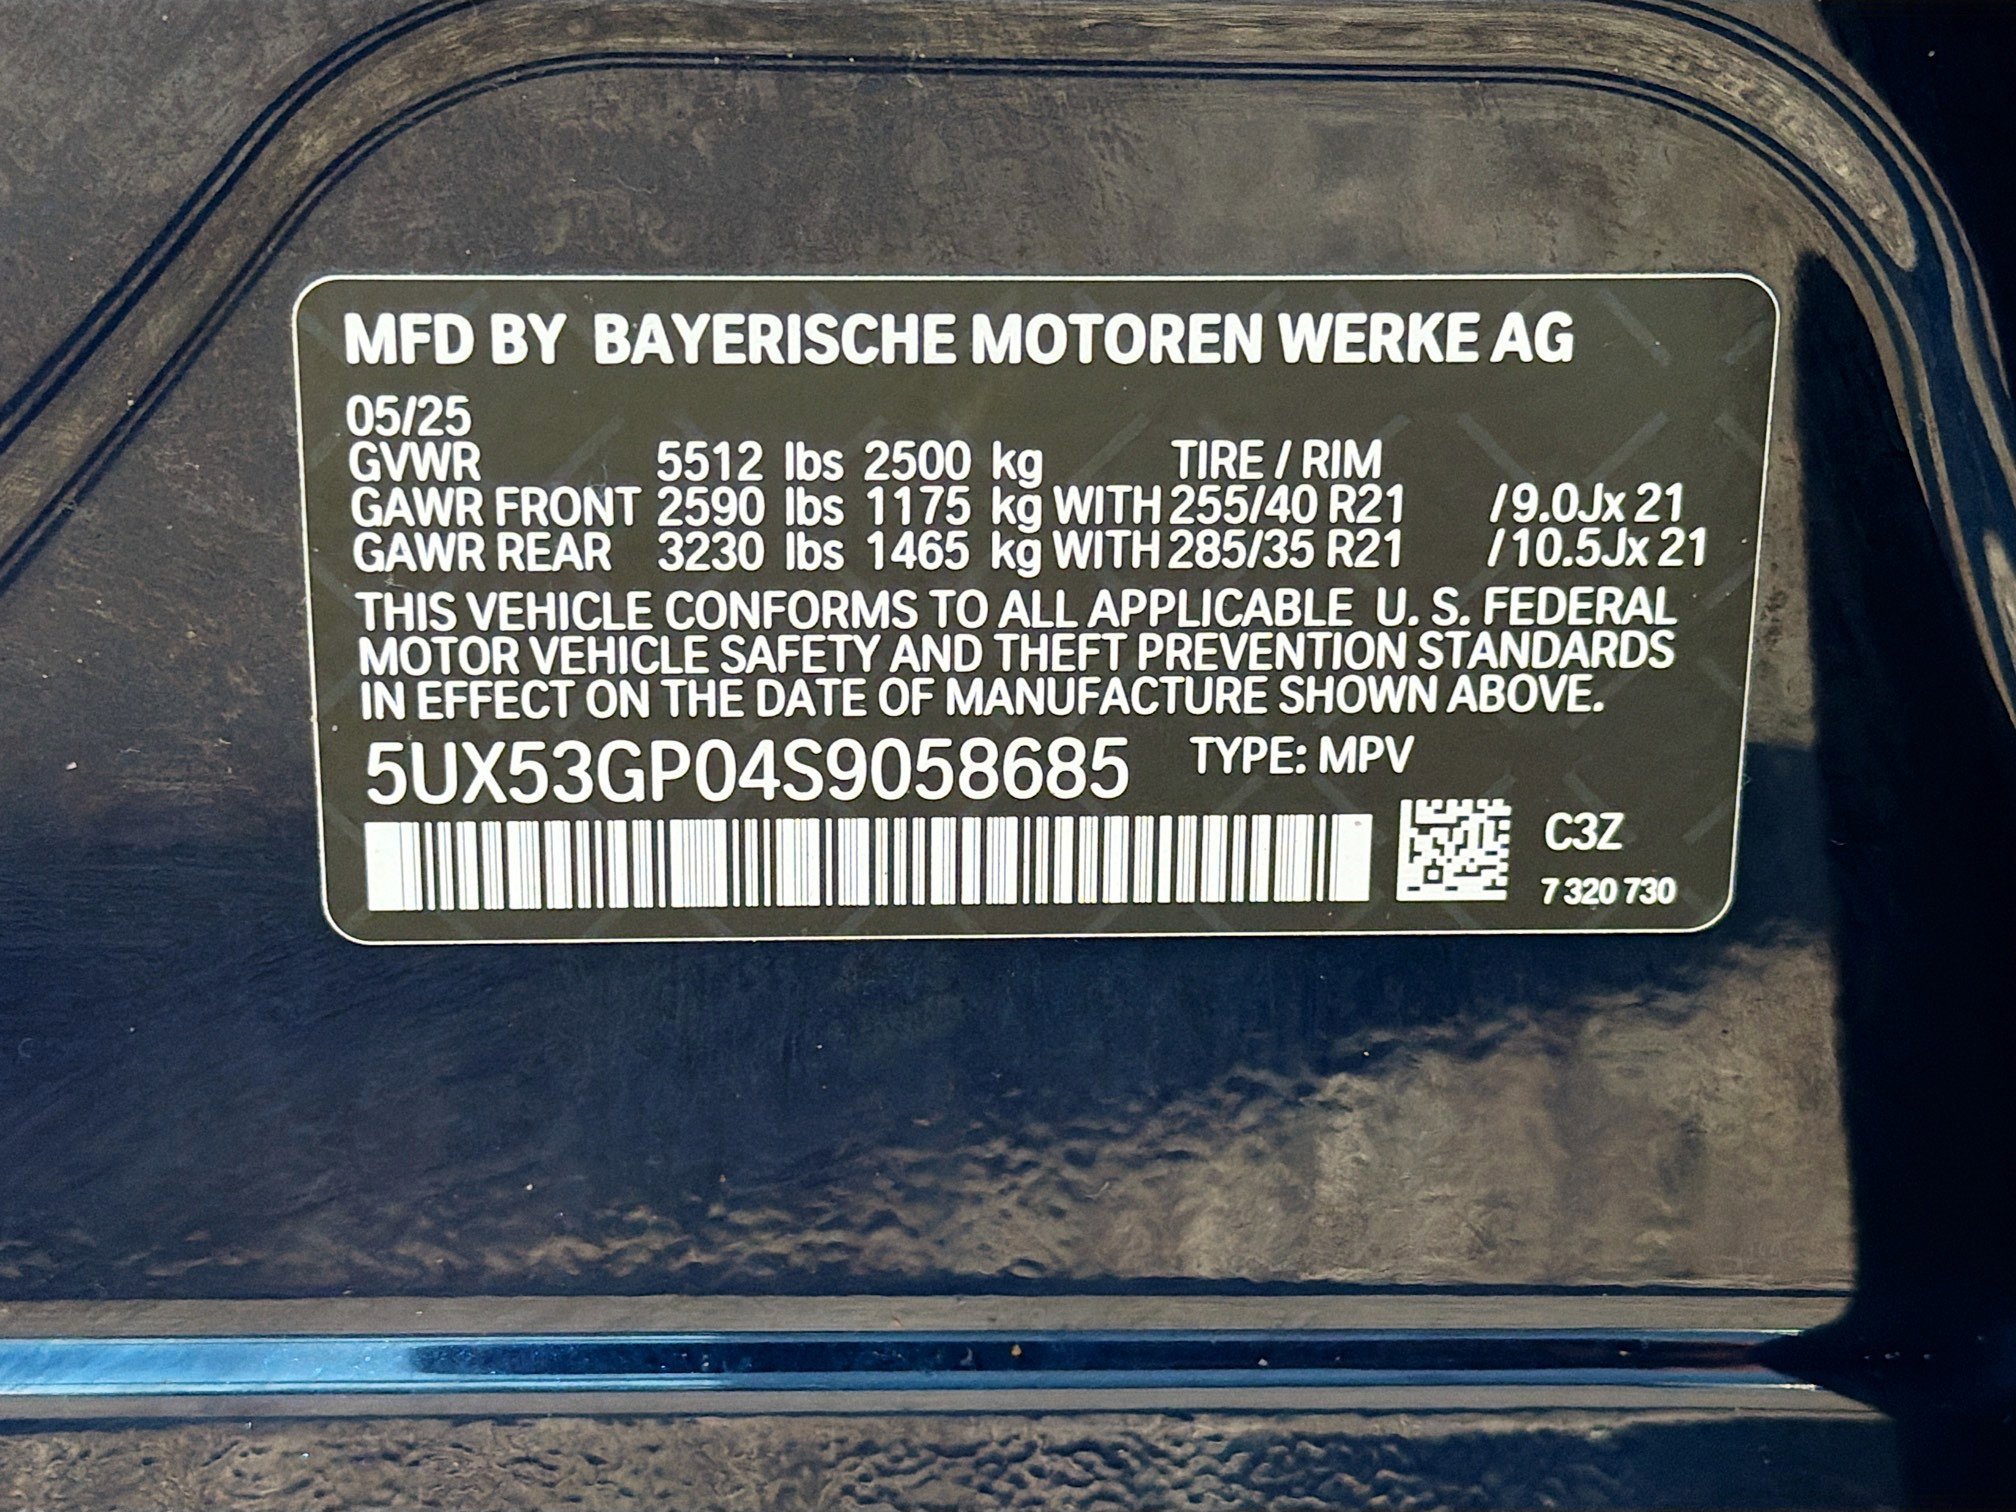 MFD BY BAYERISCHE MOTOREN WERKE AG
05/25
GVWR 5512 lbs 2500 kg TIRE / RIM
GAWR FRONT 2590 lbs 1175 kg WITH 255/40 R21 /9.0Jx 21
GAWR REAR 3230 lbs 1465 kg WITH 285/35 R21 /10.5Jx 21
THIS VEHICLE CONFORMS TO ALL APPLICABLE U. S. FEDERAL
MOTOR VEHICLE SAFETY AND THEFT PREVENTION STANDARDS
IN EFFECT ON THE DATE OF MANUFACTURE SHOWN ABOVE.
5UX53GP04S9058685 TYPE: MPV
C3Z
7 320 730